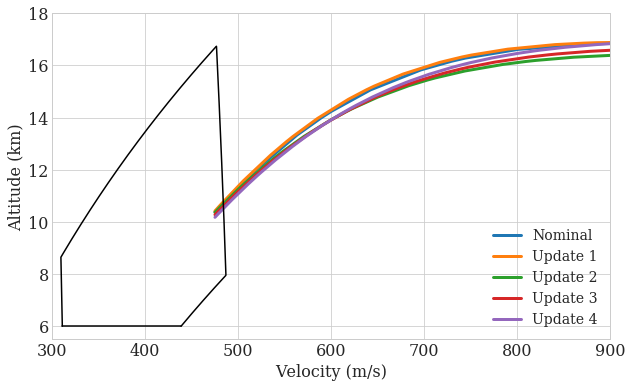 18
16
14
12
10
8
6
Altitude (km)
300 400 500 600 700 800 900
Velocity (m/s)
Nominal
Update 1
Update 2
Update 3
Update 4